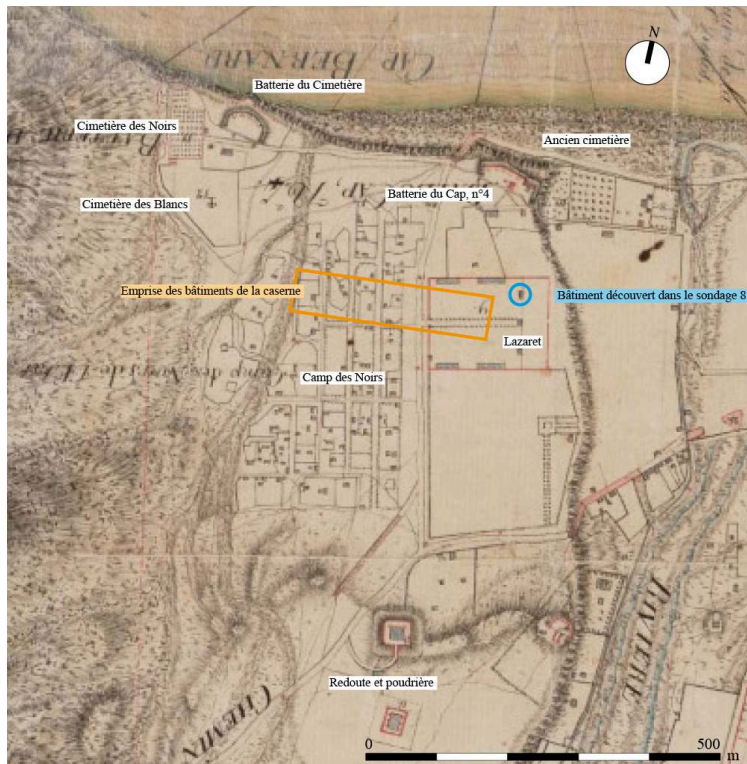 N
CAP BERNARD
Batterie du Cimetière
Cimetière des Noirs
Ancien cimetière
Cimetière des Blancs
Batterie du Cap, n°4
Emprise des bâtiments de la caserne
Bâtiment découvert dans le sondage 8
Lazaret
Camp des Noirs
RIVIERE
Redoute et poudrière
CHEMIN
0
500
m